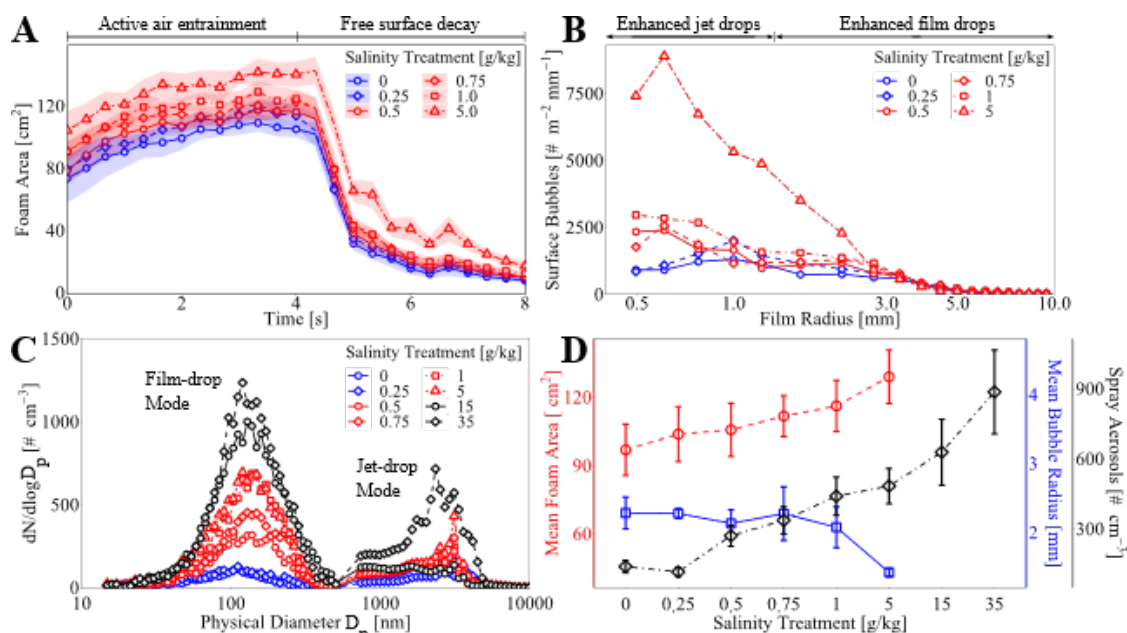 Active air entrainment
Free surface decay
Enhanced jet drops
Enhanced film drops
A
Salinity Treatment [g/kg]
0
0.25
0.5
0.75
1.0
5.0
Foam Area [cm²]
120
80
40
0
0
2
4
6
8
Time [s]
B
Salinity Treatment [g/kg]
0
0.25
0.5
0.75
1
5
Surface Bubbles [# m⁻² mm⁻¹]
7500
5000
2500
0
0.5
1.0
3.0
5.0
10.0
Film Radius [mm]
C
Film-drop
Mode
Jet-drop
Mode
Salinity Treatment [g/kg]
0
0.25
0.5
0.75
1
5
15
35
dN/dlogDp [# cm⁻³]
1500
1000
500
0
10
100
1000
10000
Physical Diameter Dp [nm]
D
Mean Foam Area [ cm²]
120
90
60
Mean Bubble Radius [mm]
4
3
2
Spray Aerosols [# cm⁻³]
900
600
300
0
0.25
0.5
0.75
1
5
15
35
Salinity Treatment [g/kg]